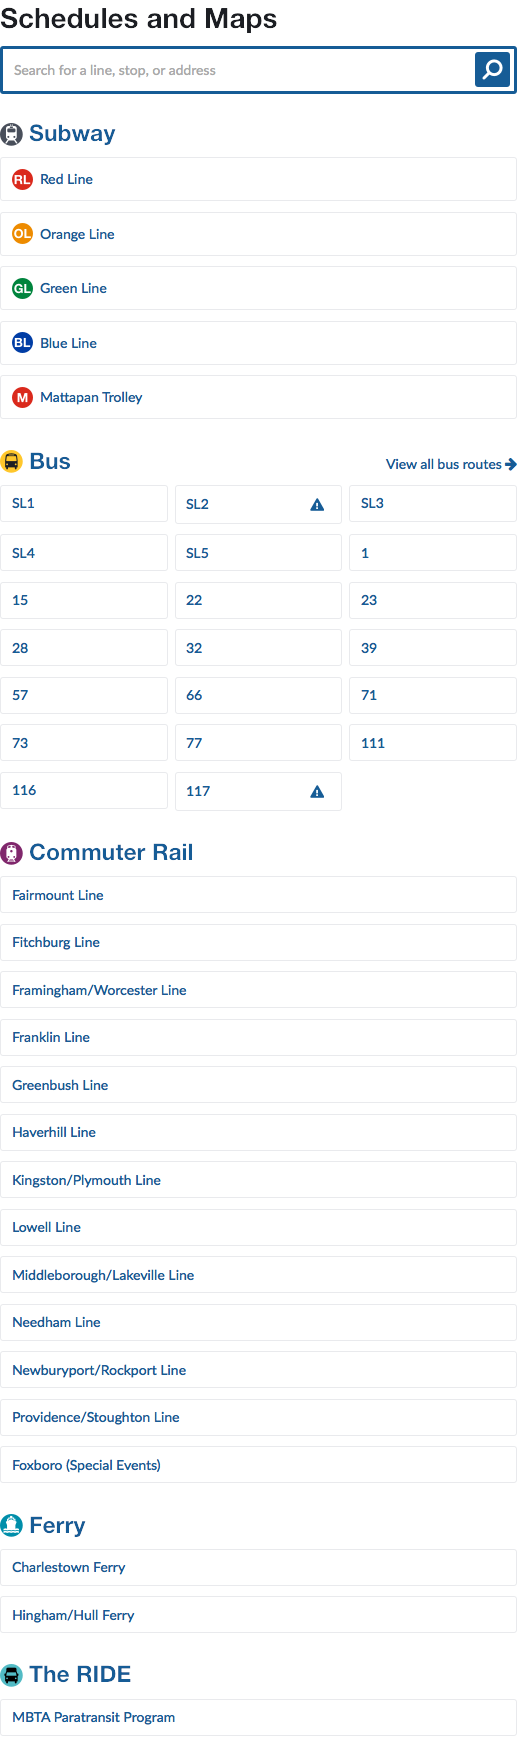 Schedules and Maps
Search for a line, stop, or address
Subway
RL Red Line
OL Orange Line
GL Green Line
BL Blue Line
M Mattapan Trolley
Bus View all bus routes
SL1 SL2 SL3
SL4 SL5 1
15 22 23
28 32 39
57 66 71
73 77 111
116 117
Commuter Rail
Fairmount Line
Fitchburg Line
Framingham/Worcester Line
Franklin Line
Greenbush Line
Haverhill Line
Kingston/Plymouth Line
Lowell Line
Middleborough/Lakeville Line
Needham Line
Newburyport/Rockport Line
Providence/Stoughton Line
Foxboro (Special Events)
Ferry
Charlestown Ferry
Hingham/Hull Ferry
The RIDE
MBTA Paratransit Program